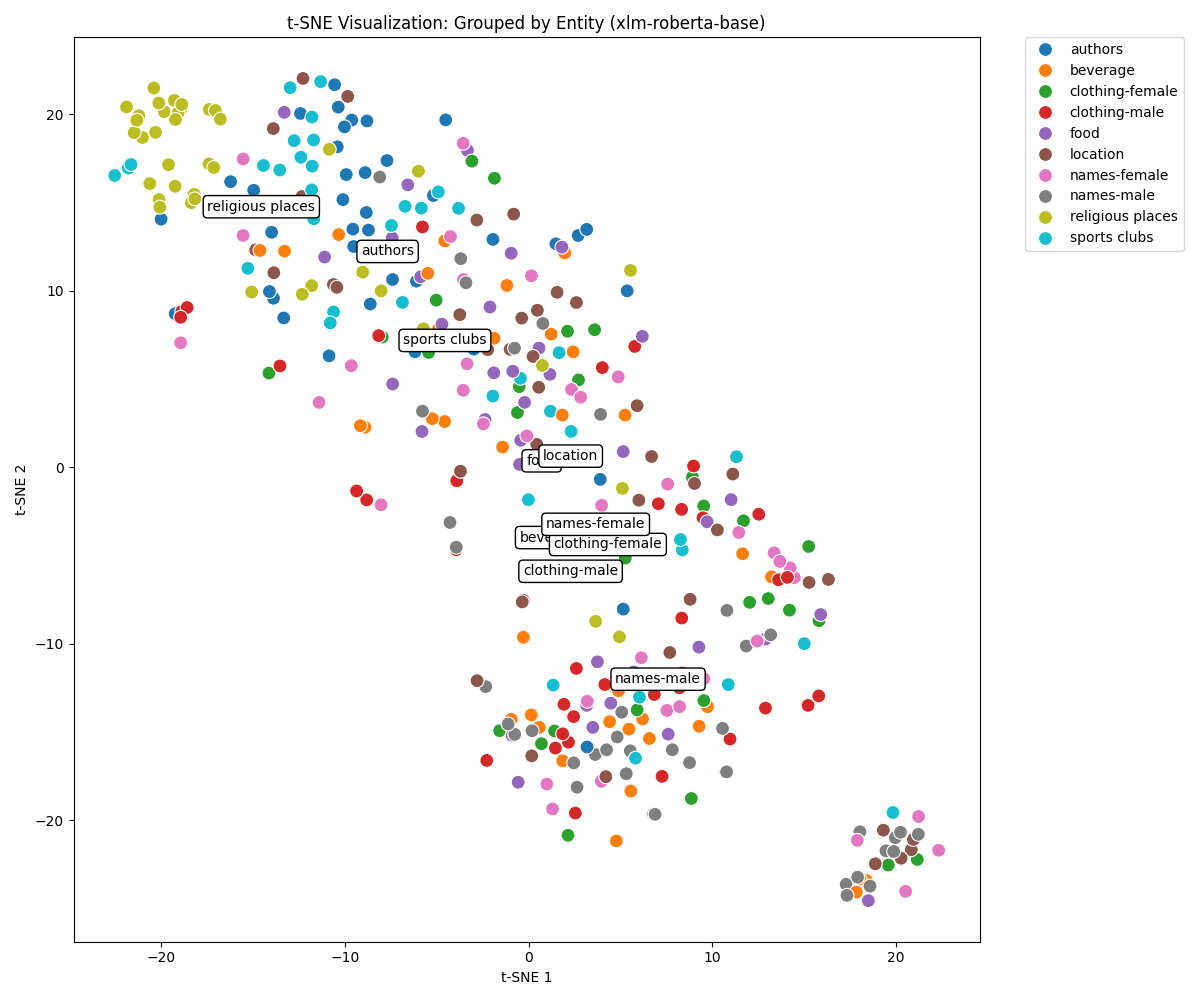 t-SNE Visualization: Grouped by Entity (xlm-roberta-base)
t-SNE 2
20
10
0
−10
−20
religious places
authors
sports clubs
location
names-female
clothing-female
clothing-male
names-male
−20
−10
0
10
20
t-SNE 1
authors
beverage
clothing-female
clothing-male
food
location
names-female
names-male
religious places
sports clubs